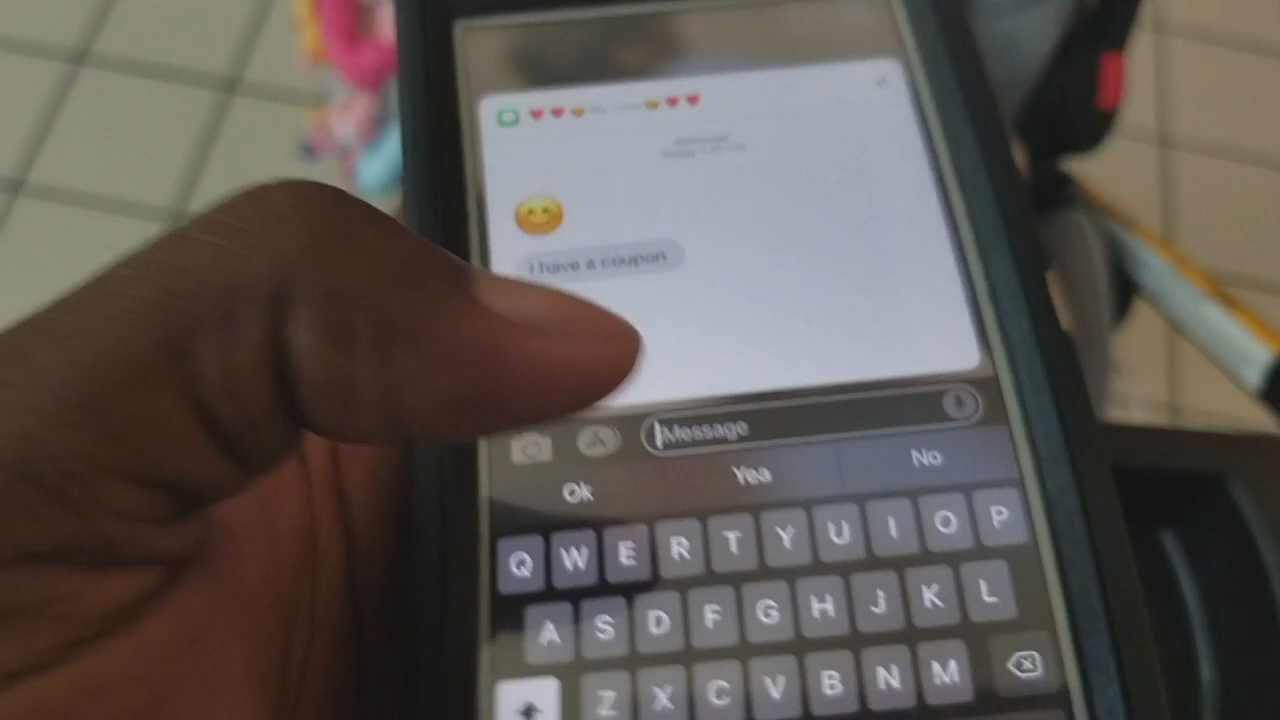 I have a coupon
Message
Ok Yea No
Q W E R T Y U I O P
A S D F G H J K L
Z X C V B N M